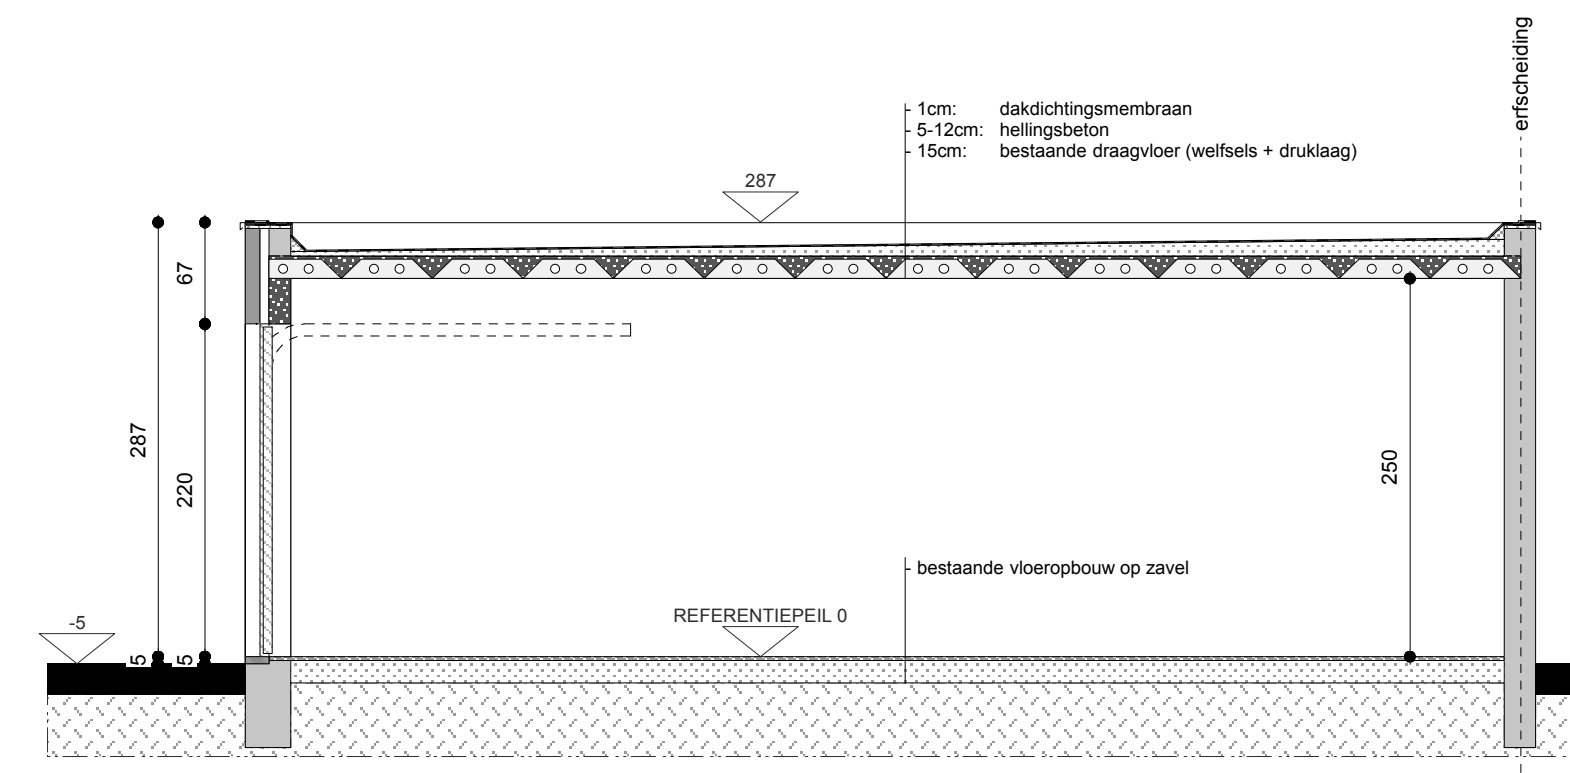 erfscheiding
1cm: dakdichtingsmembraan
5-12cm: hellingsbeton
15cm: bestaande draagvloer (welfsels + druklaag)
287
67
287
220
250
bestaande vloeropbouw op zavel
REFERENTIEPEIL 0
-5
5
5